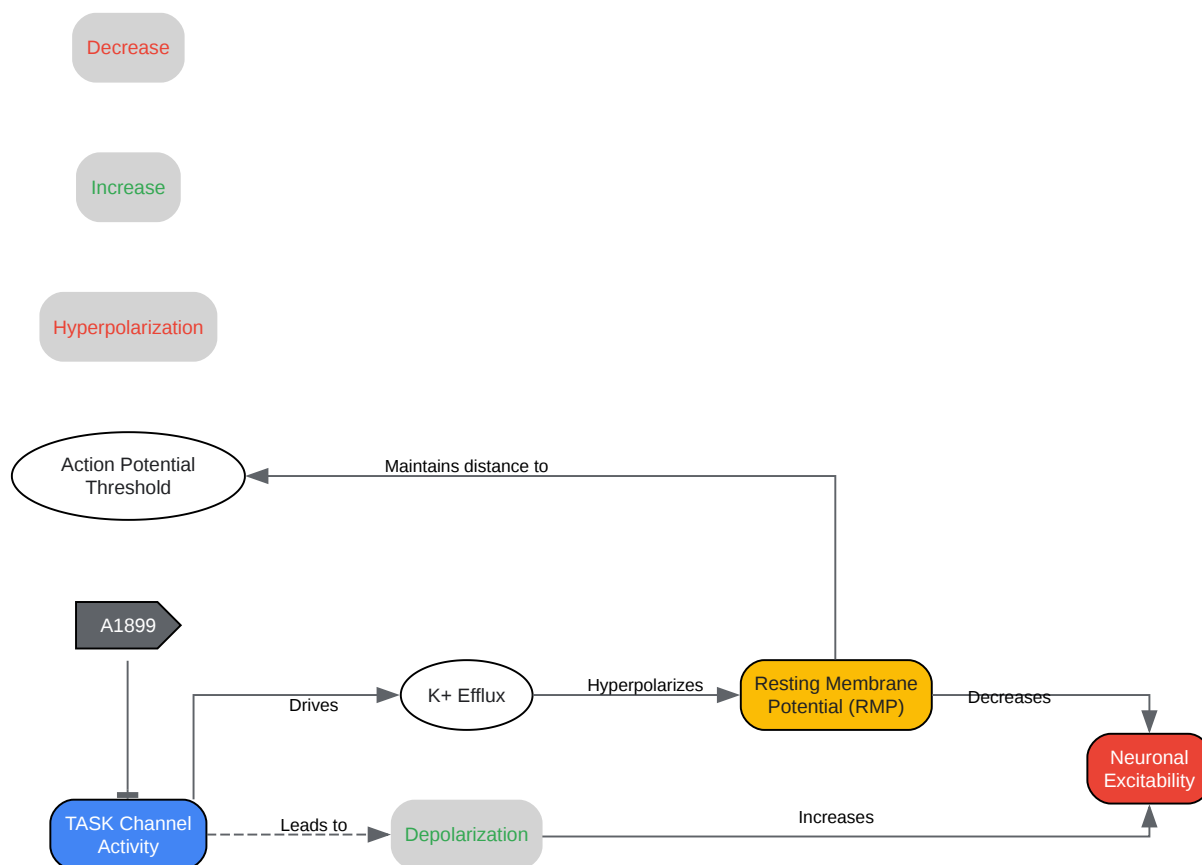 Decrease
Increase
Hyperpolarization
Action Potential
Threshold
Maintains distance to
A1899
Drives
K+ Efflux
Hyperpolarizes
Resting Membrane
Potential (RMP)
Decreases
Neuronal
Excitability
TASK Channel
Activity
Leads to
Depolarization
Increases